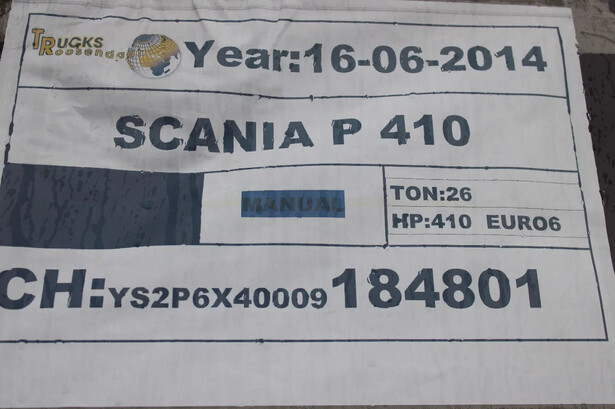 TRUCKS
Roosendaal
Year:16-06-2014
SCANIA P 410
MANUAL
TON:26
HP:410 EURO6
CH:YS2P6X40009184801